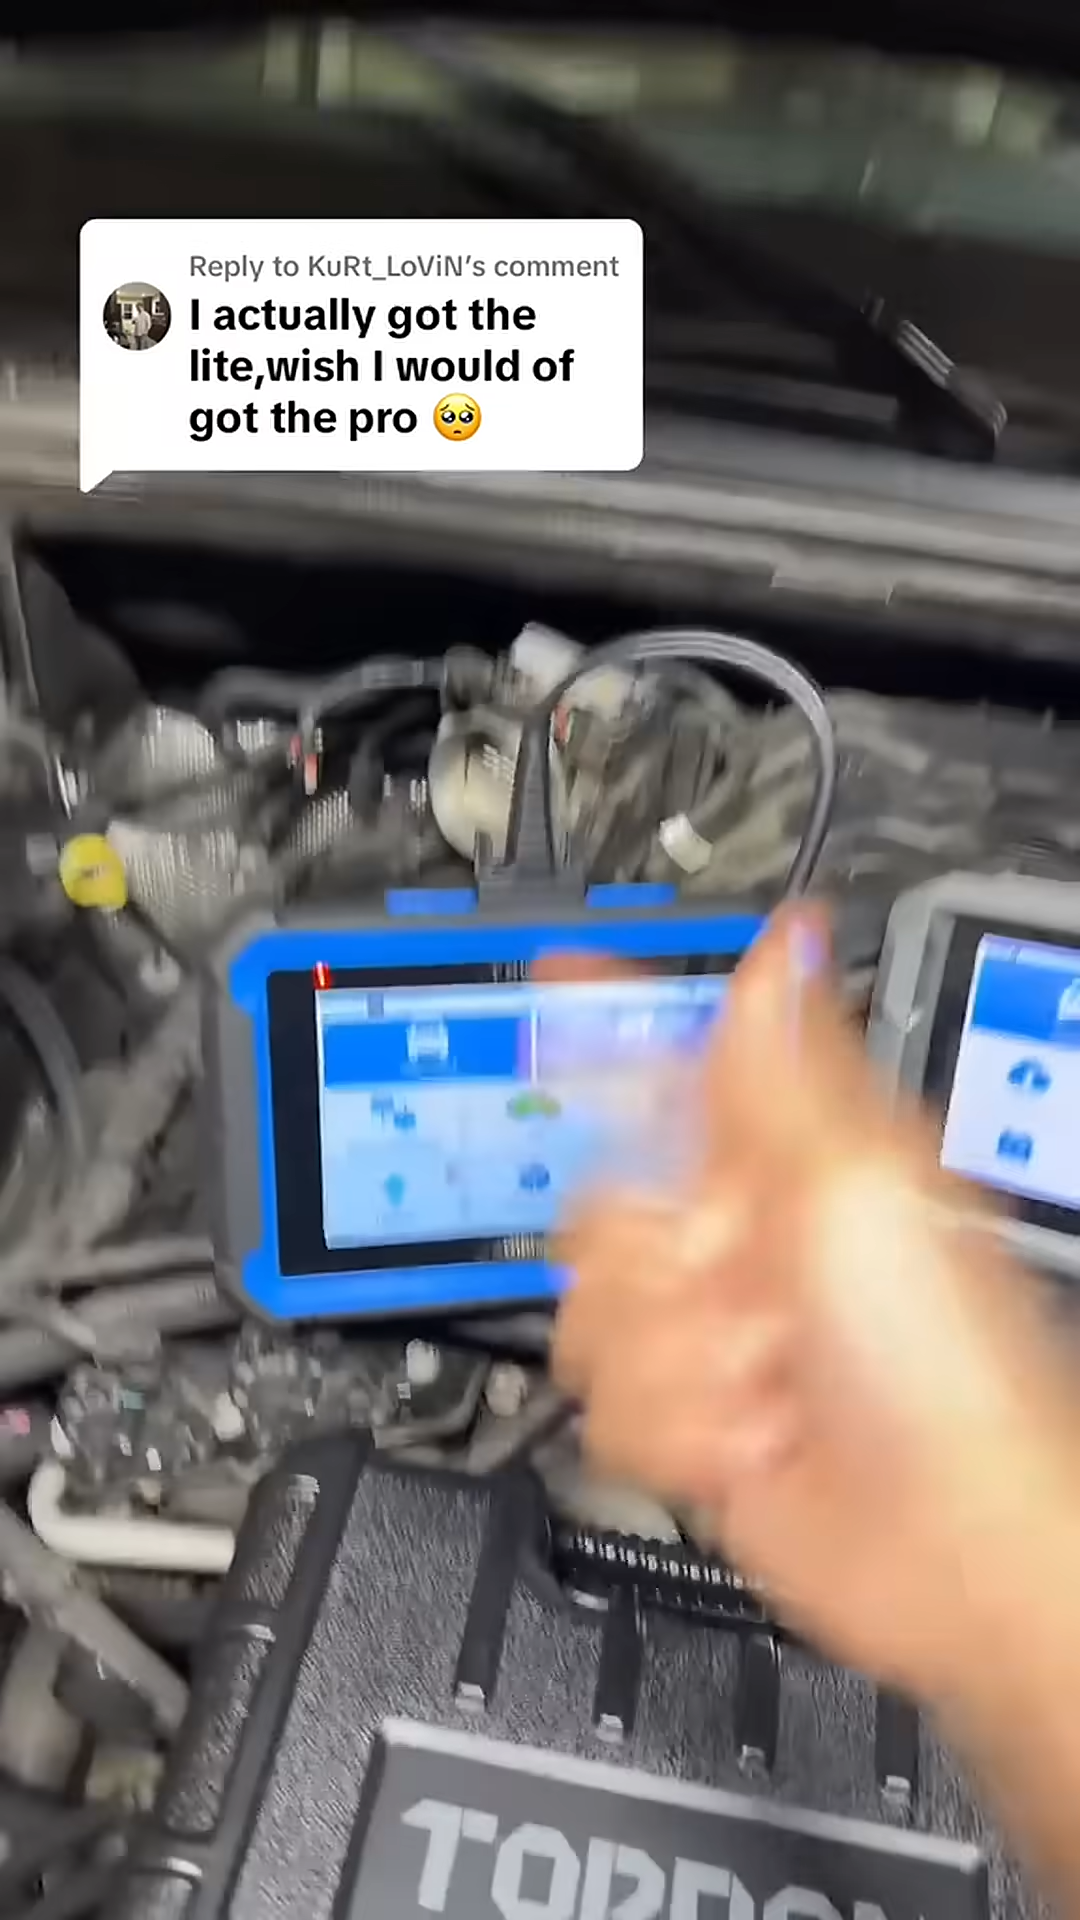 Reply to KuRt_LoViN's comment
I actually got the
lite,wish I would of
got the pro 🥺